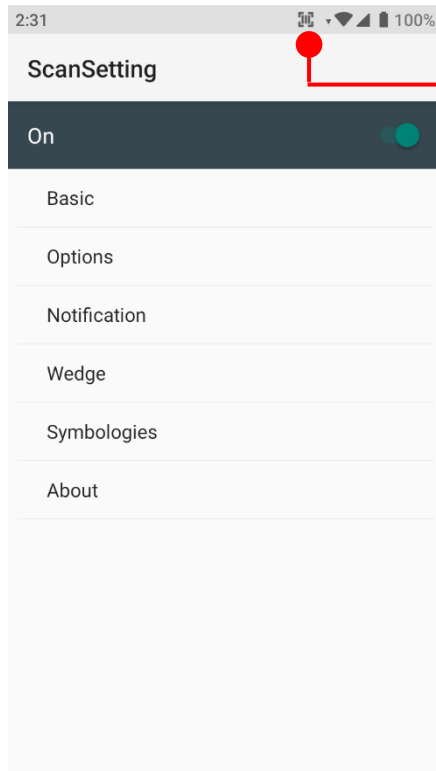 2:31
100%
ScanSetting
On
Basic
Options
Notification
Wedge
Symbologies
About